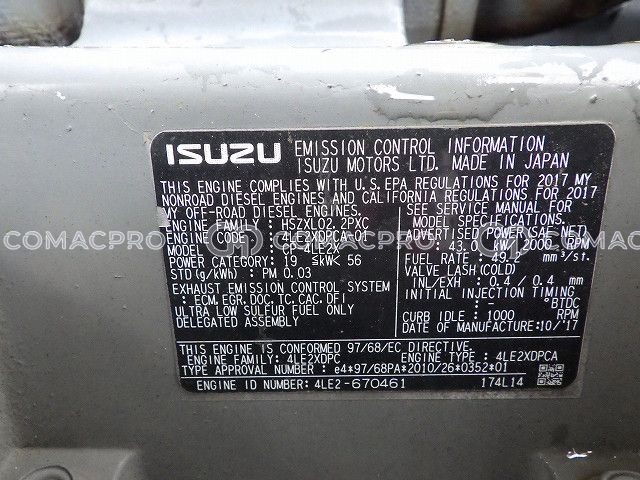 ISUZU EMISSION CONTROL INFORMATION
ISUZU MOTORS LTD. MADE IN JAPAN
THIS ENGINE COMPLIES WITH U.S. EPA REGULATIONS FOR 2017 MY
NONROAD DIESEL ENGINES AND CALIFORNIA REGULATIONS FOR 2017
MY OFF-ROAD DIESEL ENGINES.
SEE SERVICE MANUAL FOR
MODEL SPECIFICATION
ENGINE FAMILY : HSZXL02.2PXC
ENGINE CODE : 4LE2XDPCA-01
ADVERTISED POWER(SAE NET)
: 43.0 kW/ 2000 RPM
MODEL :
POWER CATEGORY: 19 ≤kW< 56
FUEL RATE : mm³/st.
STD (g/kWh) : PM 0.03
VALVE LASH (COLD)
INL/EXH : 0.4/ 0.4 mm
EXHAUST EMISSION CONTROL SYSTEM
: ECM, EGR, DOC, TC, CAC, DFI
INITIAL INJECTION TIMING
: °BTDC
ULTRA LOW SULFUR FUEL ONLY
CURB IDLE : 1000 RPM
DELEGATED ASSEMBLY
DATE OF MANUFACTURE: 10/'17
THIS ENGINE IS CONFORMED 97/68/EC DIRECTIVE.
ENGINE FAMILY: 4LE2XDPC ENGINE TYPE : 4LE2XDPCA
TYPE APPROVAL NUMBER: e4*97/68PA*2010/26*0352*01
ENGINE ID NUMBER: 4LE2-670461 174L14
COMACPRO COMACPRO COMACPRO